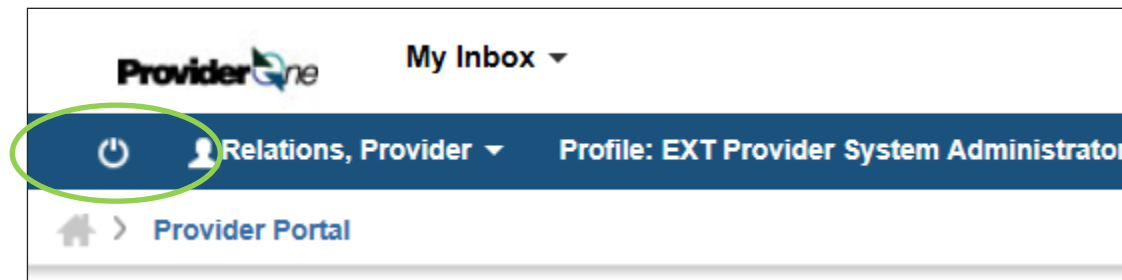 ProviderOne
My Inbox
Relations, Provider Profile: EXT Provider System Administrator
Provider Portal